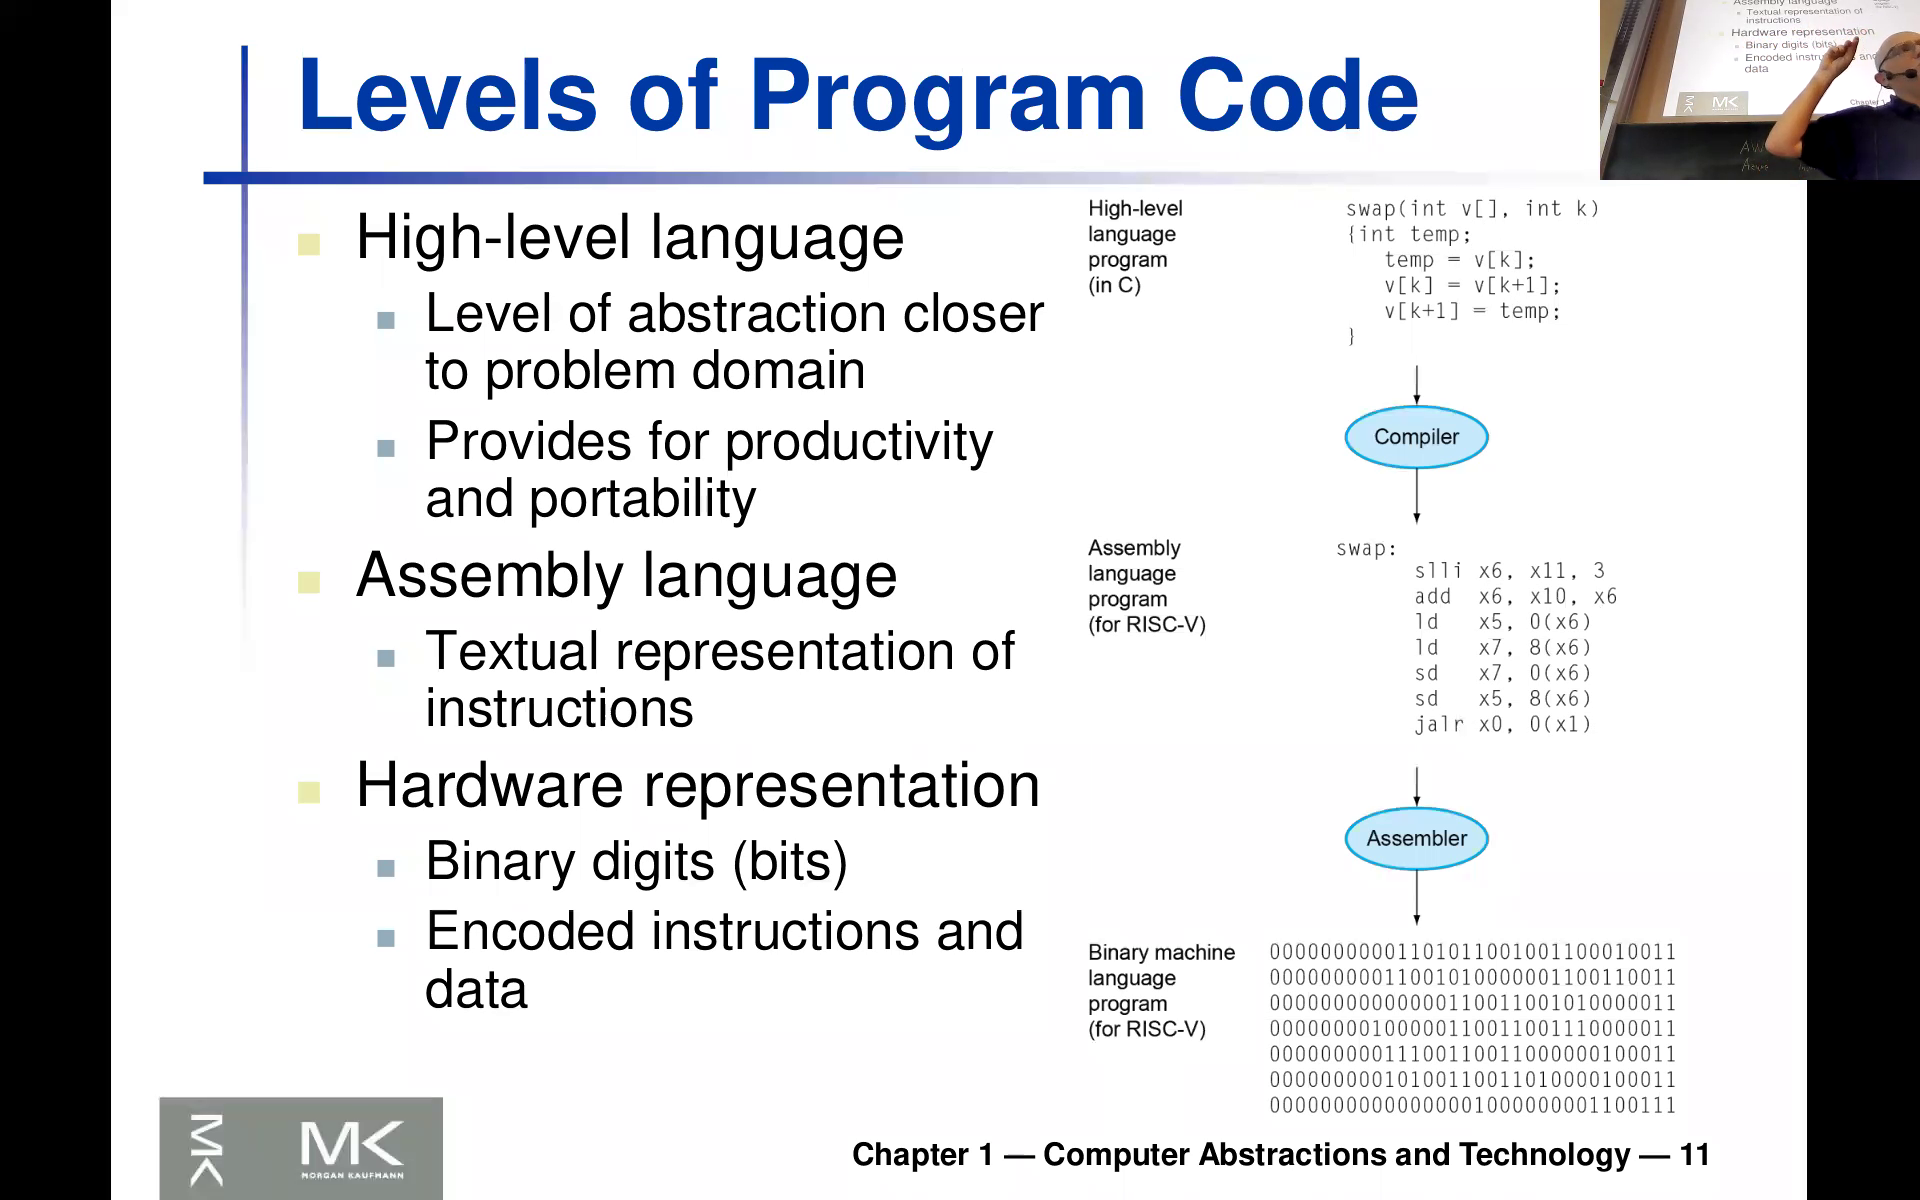 Levels of Program Code
High-level language
Level of abstraction closer
to problem domain
Provides for productivity
and portability
Assembly language
Textual representation of
instructions
Hardware representation
Binary digits (bits)
Encoded instructions and
data
High-level
language
program
(in C)
swap(int v[], int k)
{int temp;
temp = v[k];
v[k] = v[k+1];
v[k+1] = temp;
}
Compiler
Assembly
language
program
(for RISC-V)
swap:
slli x6, x11, 3
add x6, x10, x6
ld x5, 0(x6)
ld x7, 8(x6)
sd x7, 0(x6)
sd x5, 8(x6)
jalr x0, 0(x1)
Assembler
Binary machine
language
program
(for RISC-V)
00000000001101011001001100010011
00000000011001010000001100110011
00000000000000110011001010000011
00000000100000110011001110000011
00000000011100110011000000100011
00000000010100110011010000100011
00000000000000001000000001100111
MK
MK
MORGAN KAUFMANN
Chapter 1 — Computer Abstractions and Technology — 11
Assembly language
Textual representation of
instructions
Hardware representation
Binary digits (bits)
Encoded
data
MK